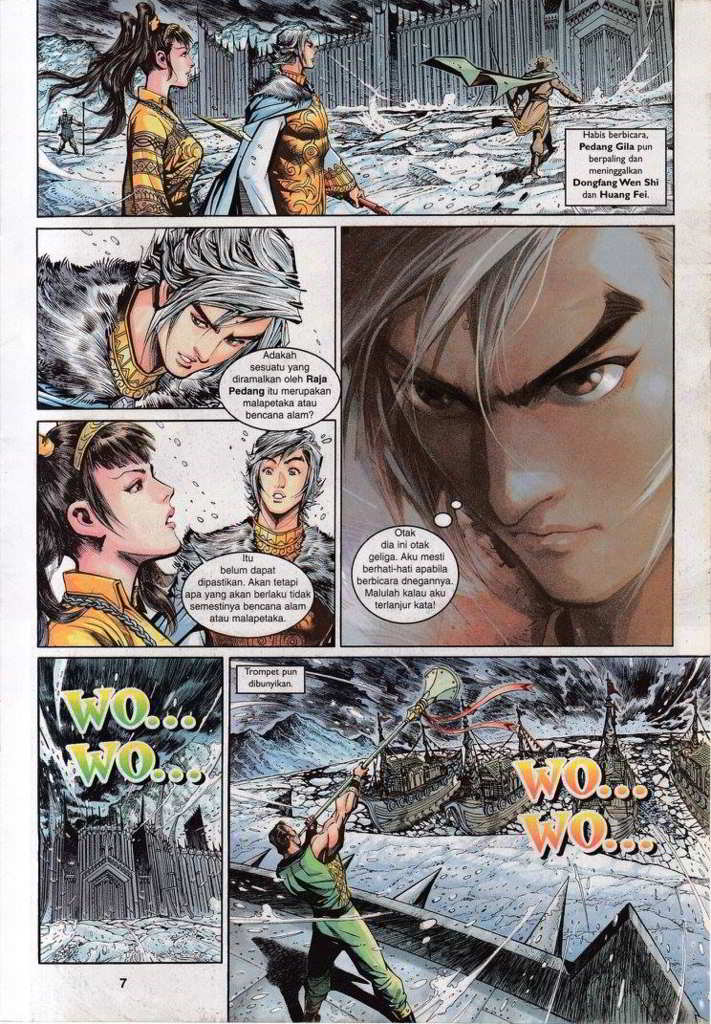 Habis berbicara,
Pedang Gila pun
berpaling dan
meninggalkan
Dongfang Wen Shi
dan Huang Fei.
Adakah
sesuatu yang
diramalkan oleh Raja
Pedang itu merupakan
malapetaka atau
bencana alam?
Itu
belum dapat
dipastikan. Akan tetapi
apa yang akan berlaku tidak
semestinya bencana alam
atau malapetaka.
Otak
dia ini otak
geliga. Aku mesti
berhati-hati apabila
berbicara dnegannya.
Malulah kalau aku
terlanjur kata!
WO...
WO...
Trompet pun
dibunyikan.
WO...
WO...
7